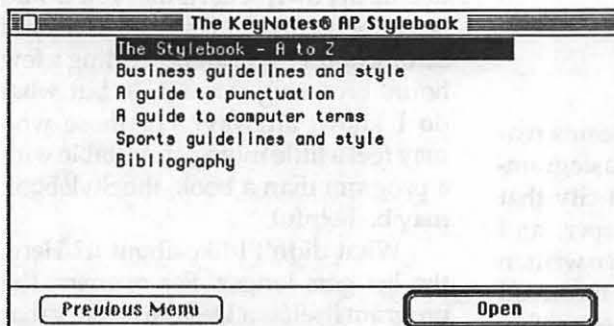 The KeyNotes® AP Stylebook
The Stylebook - A to Z
Business guidelines and style
A guide to punctuation
A guide to computer terms
Sports guidelines and style
Bibliography
Previous Menu
Open